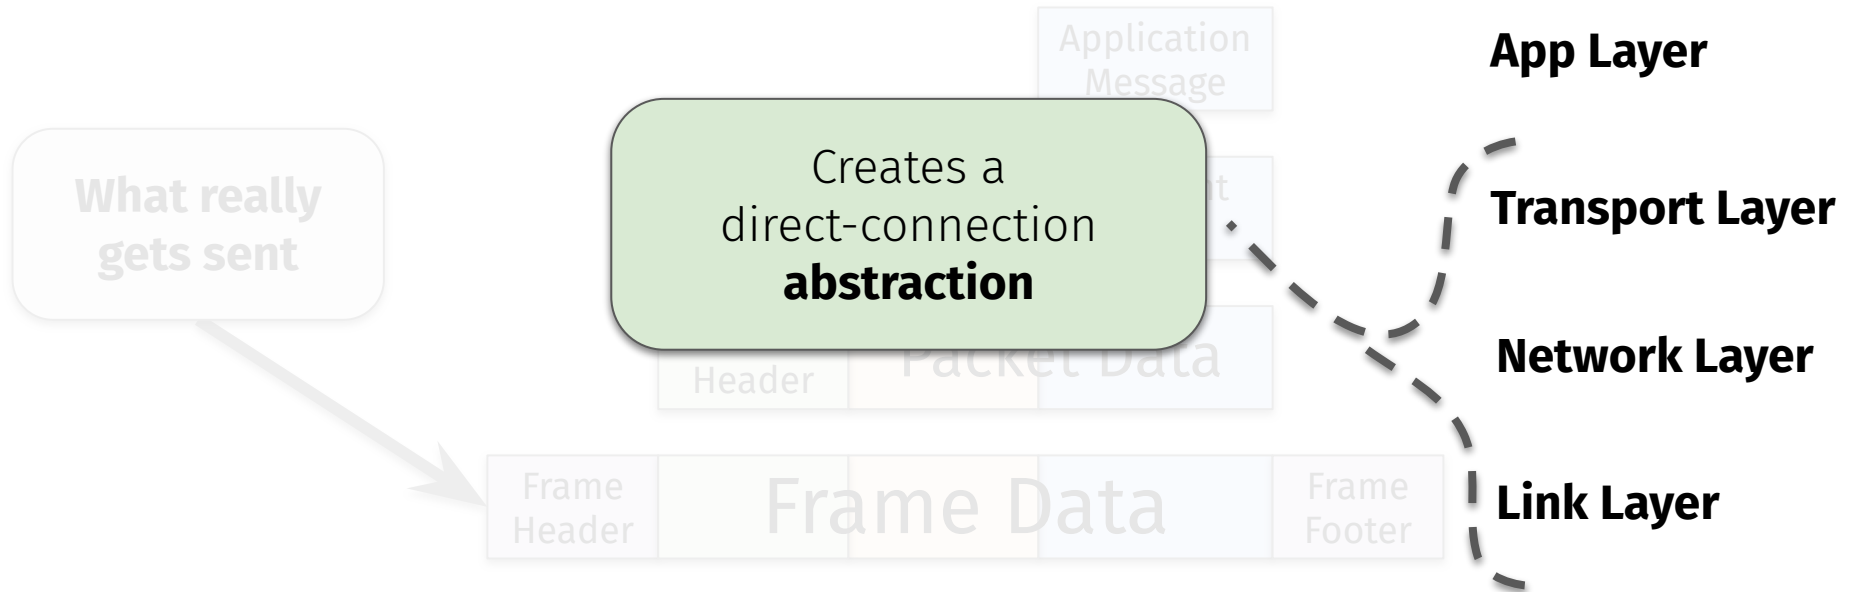 Application
Message
App Layer
What really
gets sent
Creates a
direct-connection
abstraction
Transport Layer
Header
Packet Data
Network Layer
Frame
Header
Frame Data
Frame
Footer
Link Layer